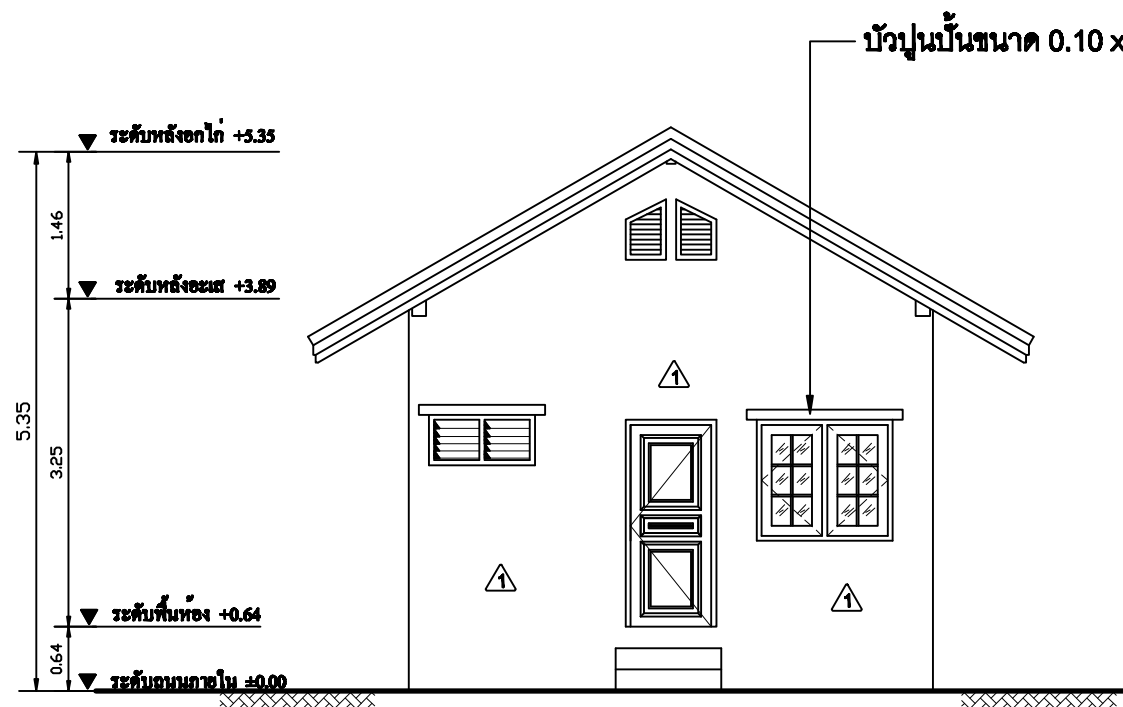 บัวปูนปั้นขนาด 0.10 x
ระดับหลังอกไก่ +5.35
1.46
ระดับหลังอะเส +3.89
5.35
3.25
1
1
1
ระดับพื้นห้อง +0.64
0.64
ระดับถนนภายใน ±0.00